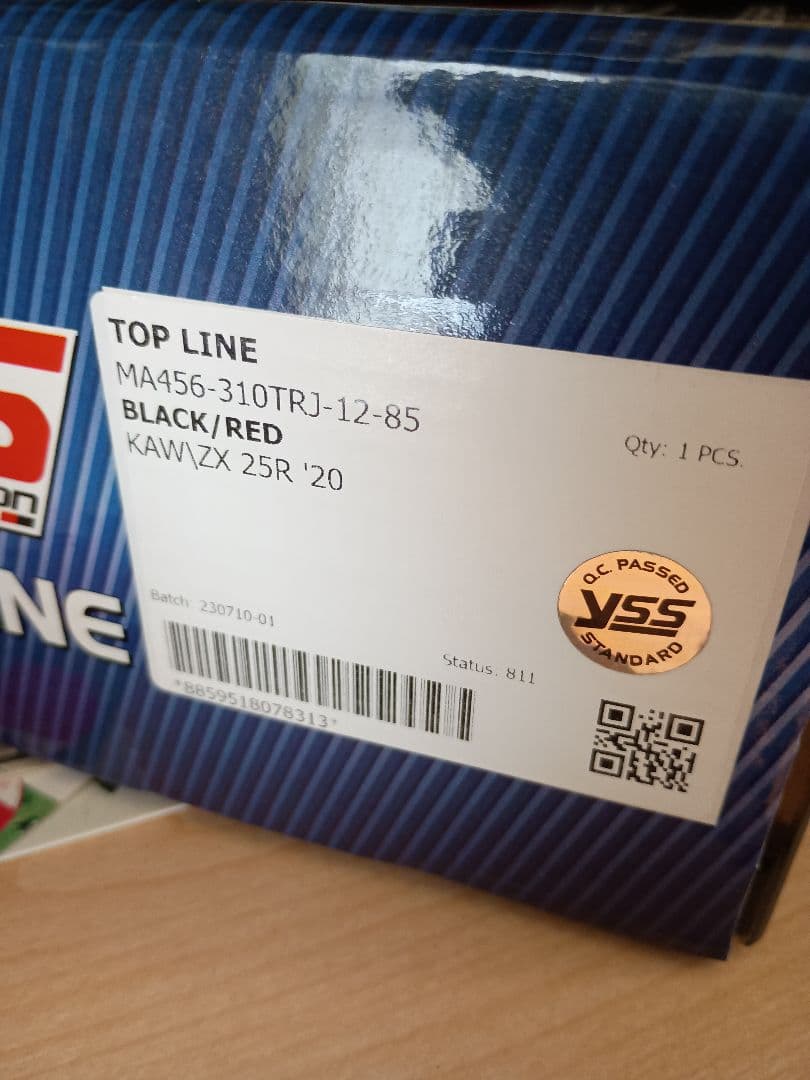 TOP LINE
MA456-310TRJ-12-85
BLACK/RED
KAW\ZX 25R '20
Qty: 1 PCS.
Batch: 230710-01
*8859518078313*
Status. 811
Q.C. PASSED
YSS
STANDARD
S
on
NE